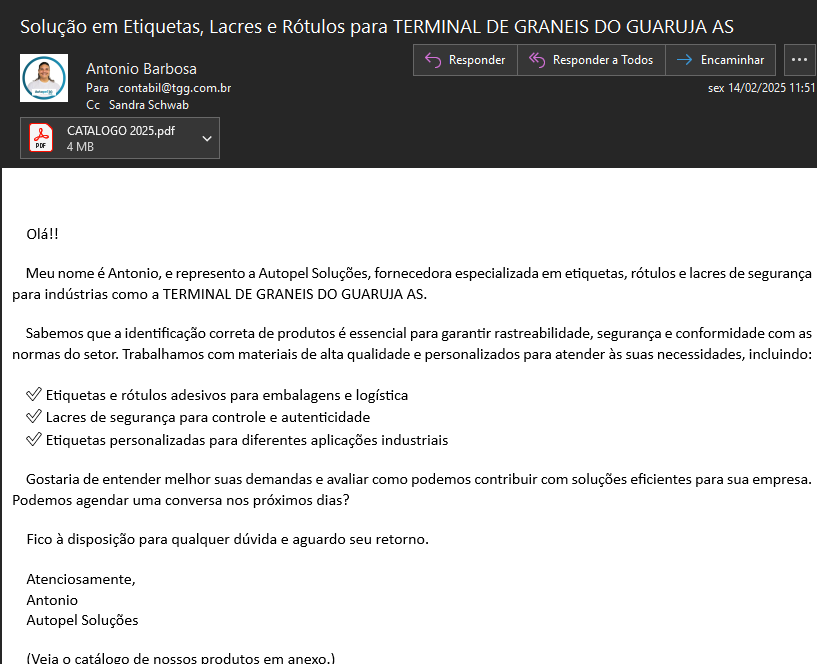 Solução em Etiquetas, Lacres e Rótulos para TERMINAL DE GRANEIS DO GUARUJA AS
Antonio Barbosa
Para contabil@tgg.com.br
Cc Sandra Schwab
Responder
Responder a Todos
Encaminhar
sex 14/02/2025 11:51
CATALOGO 2025.pdf
4 MB
PDF
Olá!!
Meu nome é Antonio, e represento a Autopel Soluções, fornecedora especializada em etiquetas, rótulos e lacres de segurança
para indústrias como a TERMINAL DE GRANEIS DO GUARUJA AS.
Sabemos que a identificação correta de produtos é essencial para garantir rastreabilidade, segurança e conformidade com as
normas do setor. Trabalhamos com materiais de alta qualidade e personalizados para atender às suas necessidades, incluindo:
✅ Etiquetas e rótulos adesivos para embalagens e logística
✅ Lacres de segurança para controle e autenticidade
✅ Etiquetas personalizadas para diferentes aplicações industriais
Gostaria de entender melhor suas demandas e avaliar como podemos contribuir com soluções eficientes para sua empresa.
Podemos agendar uma conversa nos próximos dias?
Fico à disposição para qualquer dúvida e aguardo seu retorno.
Atenciosamente,
Antonio
Autopel Soluções
(Veja o catálogo de nossos produtos em anexo.)